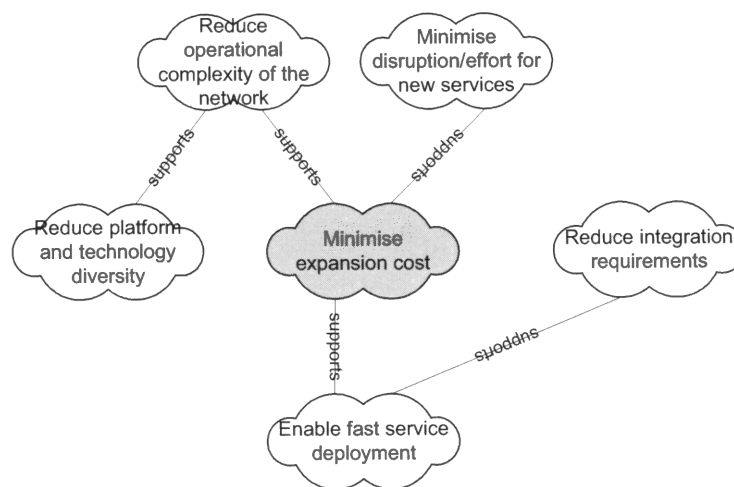 Reduce
operational
complexity of the
network
Minimise
disruption/effort for
new services
supports
supports
supports
Reduce platform
and technology
diversity
Minimise
expansion cost
Reduce integration
requirements
supports
supports
Enable fast service
deployment